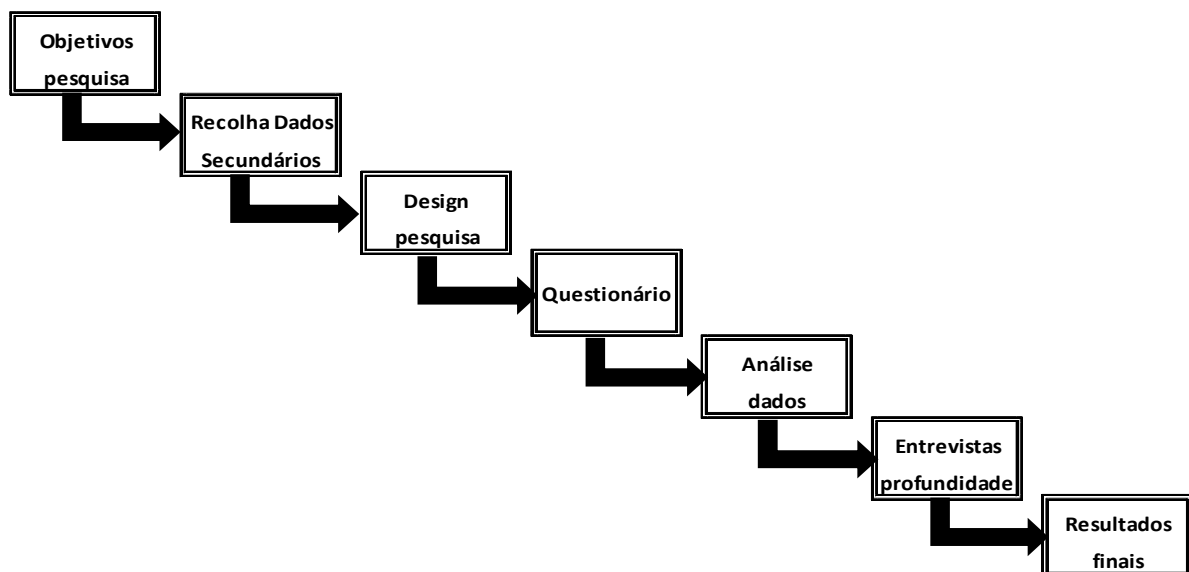 Objetivos
pesquisa
Recolha Dados
Secundários
Design
pesquisa
Questionário
Análise
dados
Entrevistas
profundidade
Resultados
finais